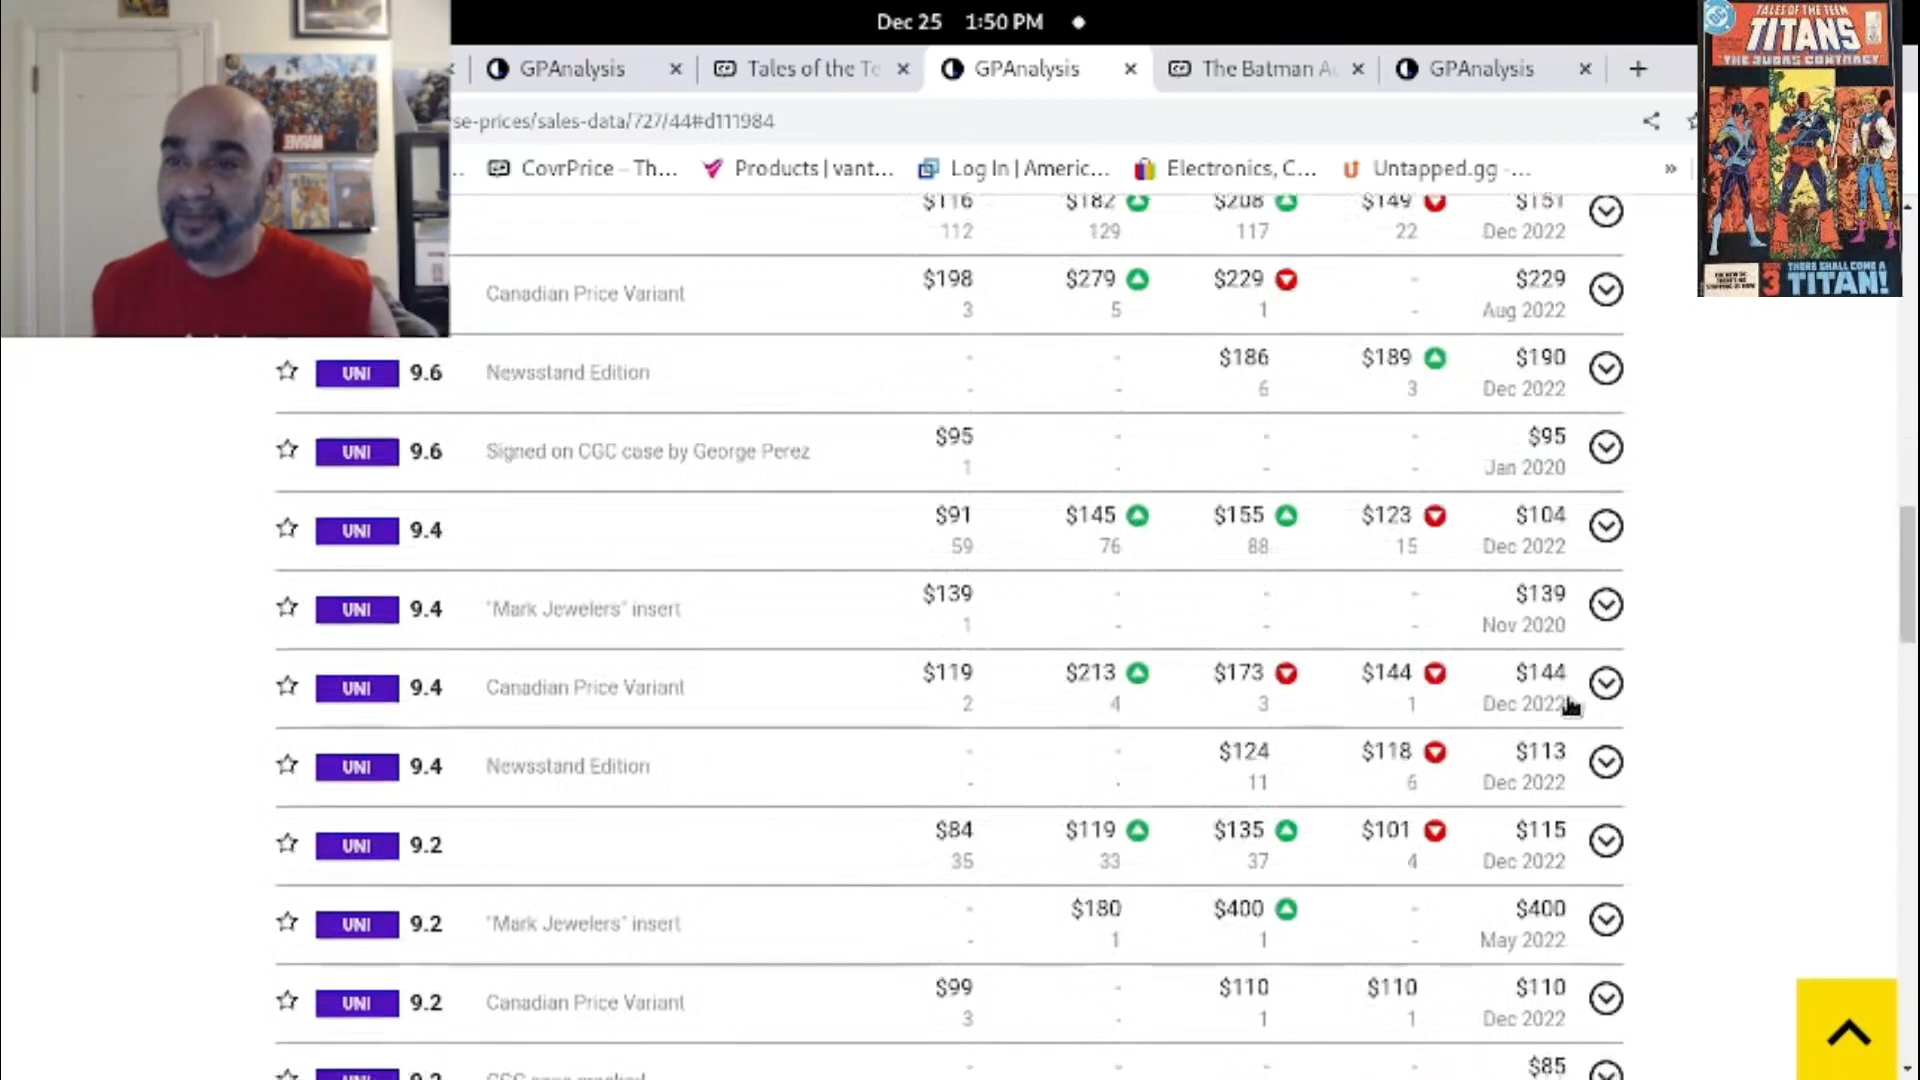 Dec 25 1:50 PM
GPAnalysis × Tales of the Te × GPAnalysis × The Batman A × GPAnalysis × +
se-prices/sales-data/727/44#d111984
... CovrPrice – Th... Products | vant... Log In | Americ... Electronics, C... Untapped.gg -... »
$116 $182 $208 $149 $151
112 129 117 22 Dec 2022
Canadian Price Variant $198 $279 $229 - $229
3 5 1 - Aug 2022
UNI 9.6 Newsstand Edition - - $186 $189 $190
- - 6 3 Dec 2022
UNI 9.6 Signed on CGC case by George Perez $95 - - - $95
1 - - - Jan 2020
UNI 9.4 $91 $145 $155 $123 $104
59 76 88 15 Dec 2022
UNI 9.4 "Mark Jewelers" insert $139 - - - $139
1 - - - Nov 2020
UNI 9.4 Canadian Price Variant $119 $213 $173 $144 $144
2 4 3 1 Dec 2022
UNI 9.4 Newsstand Edition - - $124 $118 $113
- - 11 6 Dec 2022
UNI 9.2 $84 $119 $135 $101 $115
35 33 37 4 Dec 2022
UNI 9.2 "Mark Jewelers" insert - $180 $400 - $400
- 1 1 - May 2022
UNI 9.2 Canadian Price Variant $99 - $110 $110 $110
3 - 1 1 Dec 2022
- - - - $85
MARVEL
DC
TALES OF THE TEEN
TITANS
"THE JUDAS CONTRACT"
3
THERE SHALL COME A
TITAN!